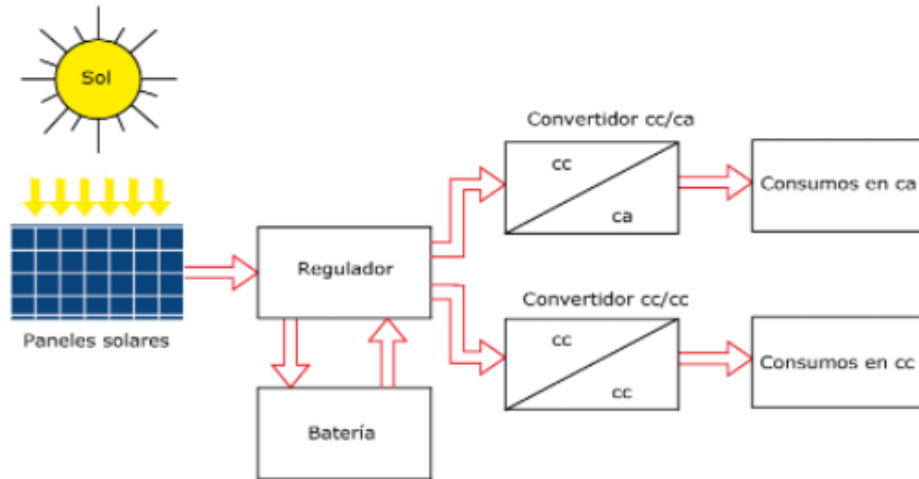 Sol
Convertidor cc/ca
cc
ca
Consumos en ca
Paneles solares
Regulador
Batería
Convertidor cc/cc
cc
cc
Consumos en cc